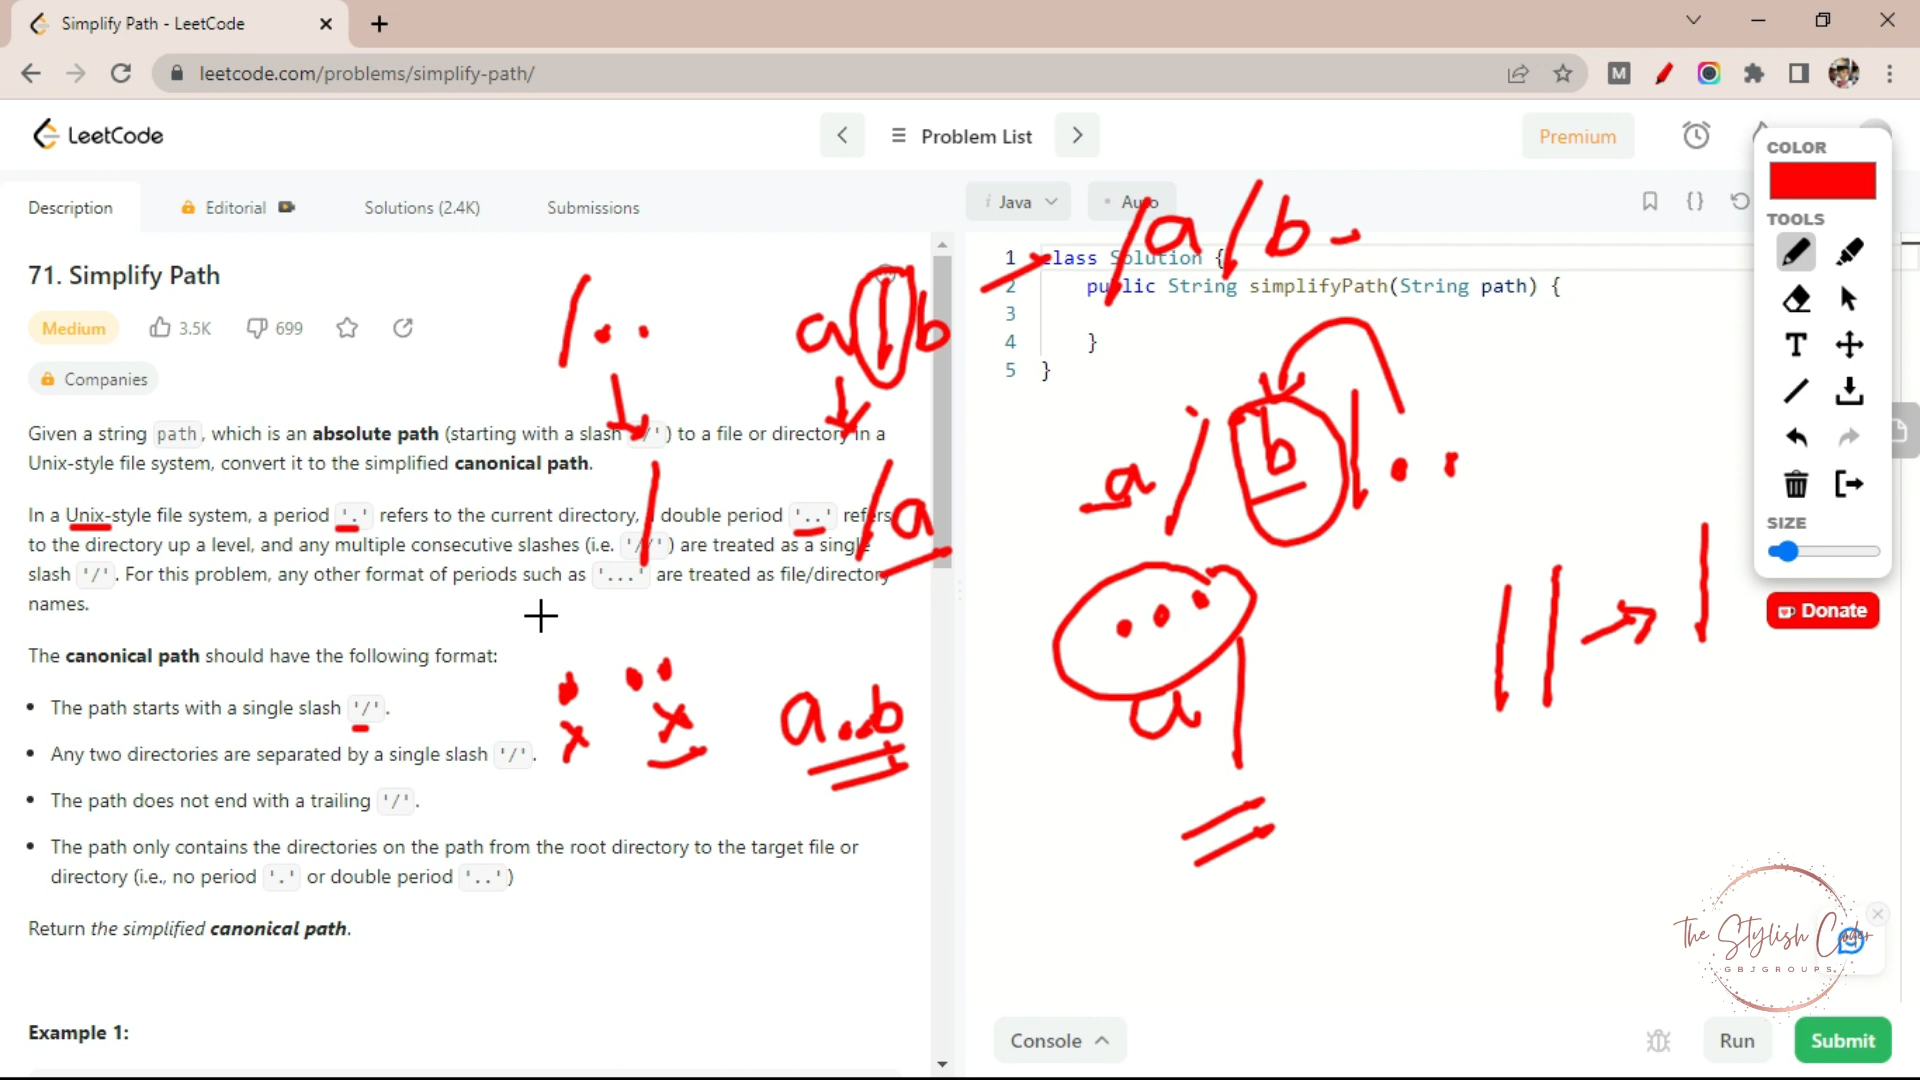 Simplify Path - LeetCode
leetcode.com/problems/simplify-path/
M
LeetCode
Problem List
Premium
Description
Editorial
Solutions (2.4K)
Submissions
i Java
Auto
71. Simplify Path
Medium
3.5K
699
Companies
Given a string path, which is an absolute path (starting with a slash '/') to a file or directory in a
Unix-style file system, convert it to the simplified canonical path.
In a Unix-style file system, a period '.' refers to the current directory, a double period '..' refers
to the directory up a level, and any multiple consecutive slashes (i.e. '//') are treated as a single
slash '/'. For this problem, any other format of periods such as '...' are treated as file/directory
names.
The canonical path should have the following format:
• The path starts with a single slash '/'.
• Any two directories are separated by a single slash '/'.
• The path does not end with a trailing '/'.
• The path only contains the directories on the path from the root directory to the target file or
directory (i.e., no period '.' or double period '..')
Return the simplified canonical path.
Example 1:
/..
a/b
/
/a
.
..
x
x
a..b
1 class Solution {
2 public String simplifyPath(String path) {
3
4 }
5 }
/a/b
a/b/..
...
a/
// → /
COLOR
TOOLS
T
SIZE
Donate
The Stylish Coder
GBJGROUPS
Console
Run
Submit